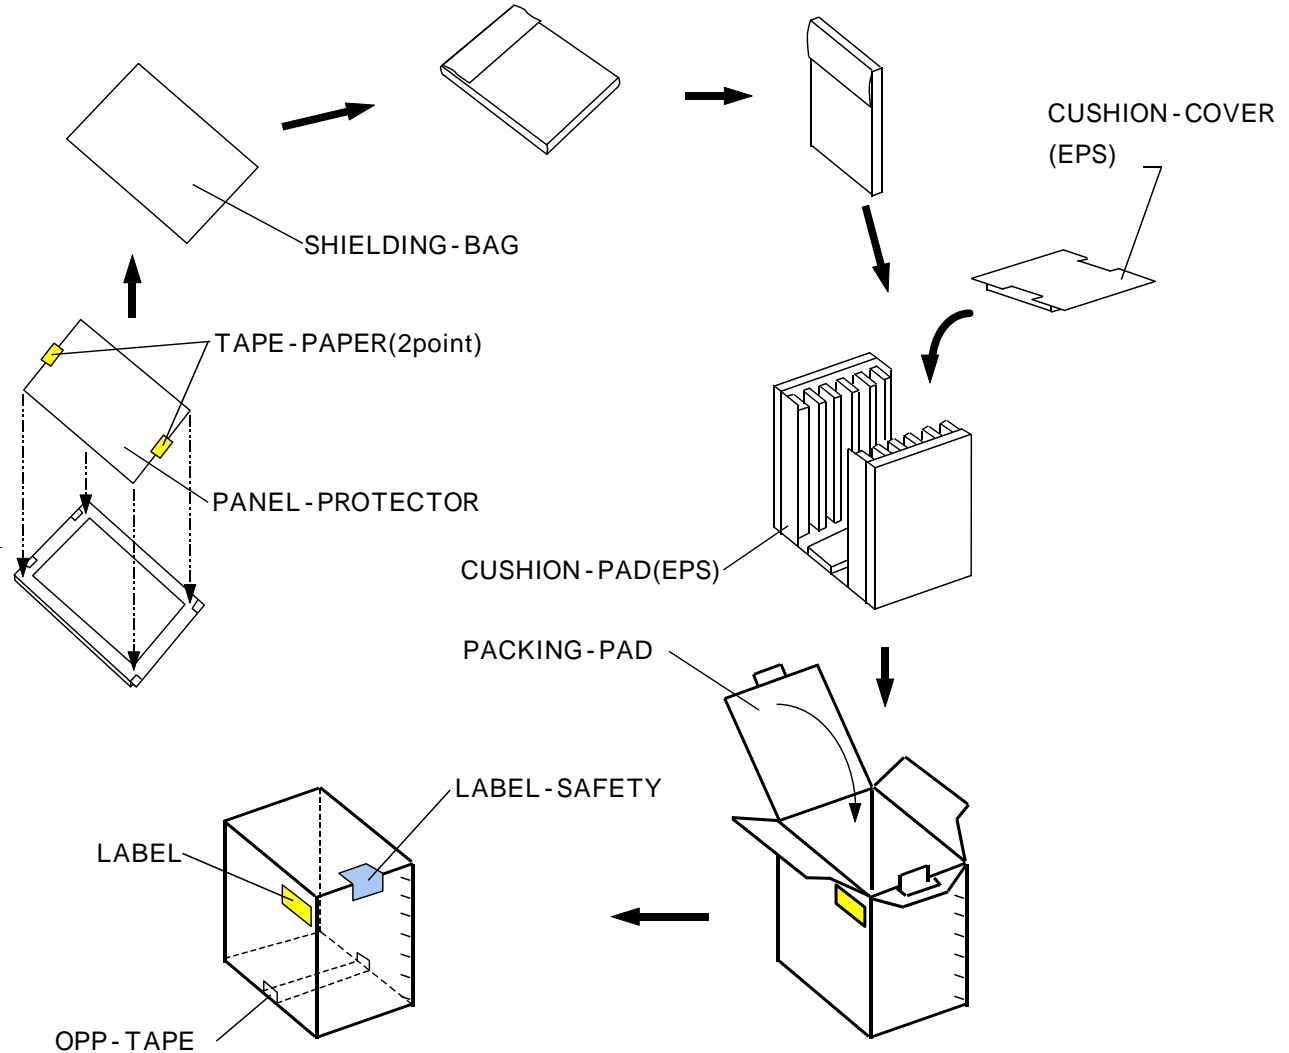 CUSHION-COVER
(EPS)
SHIELDING-BAG
TAPE-PAPER(2point)
PANEL-PROTECTOR
CUSHION-PAD(EPS)
PACKING-PAD
LABEL-SAFETY
LABEL
OPP-TAPE